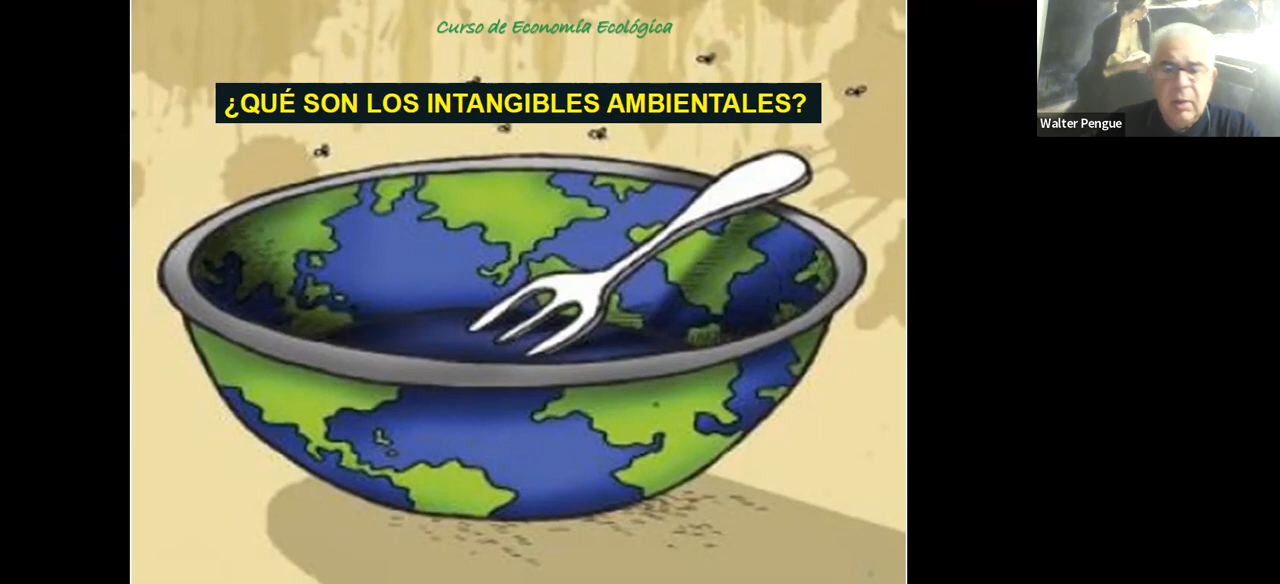 Curso de Economía Ecológica
¿QUÉ SON LOS INTANGIBLES AMBIENTALES?
Walter Pengue